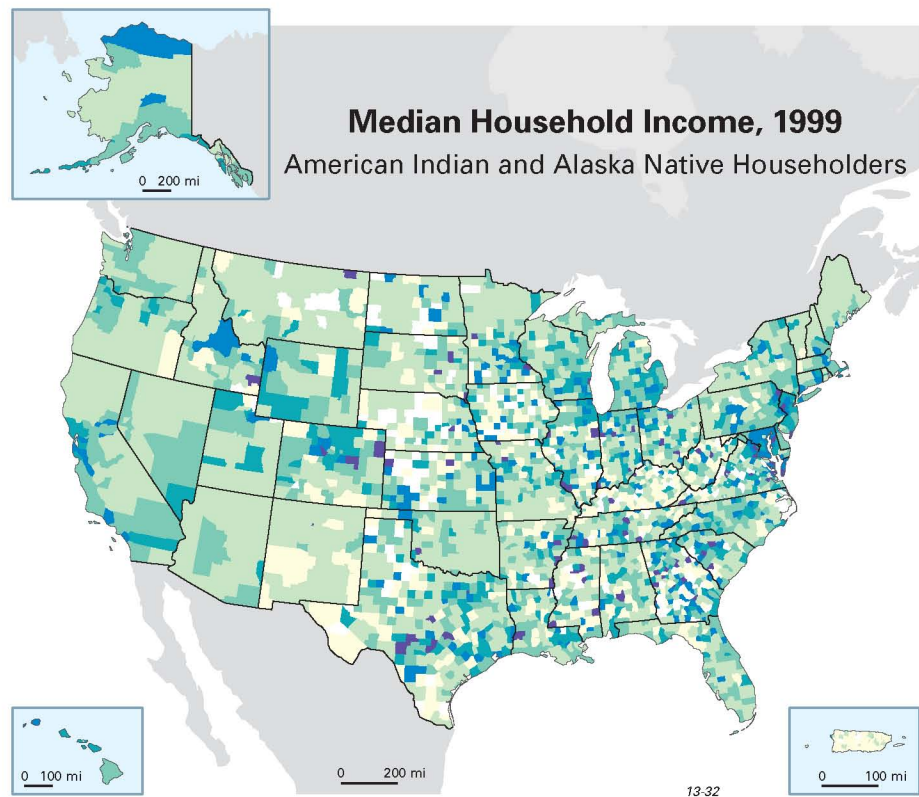 Median Household Income, 1999
American Indian and Alaska Native Householders
0 200 mi
0 100 mi
0 200 mi
0 100 mi
13-32